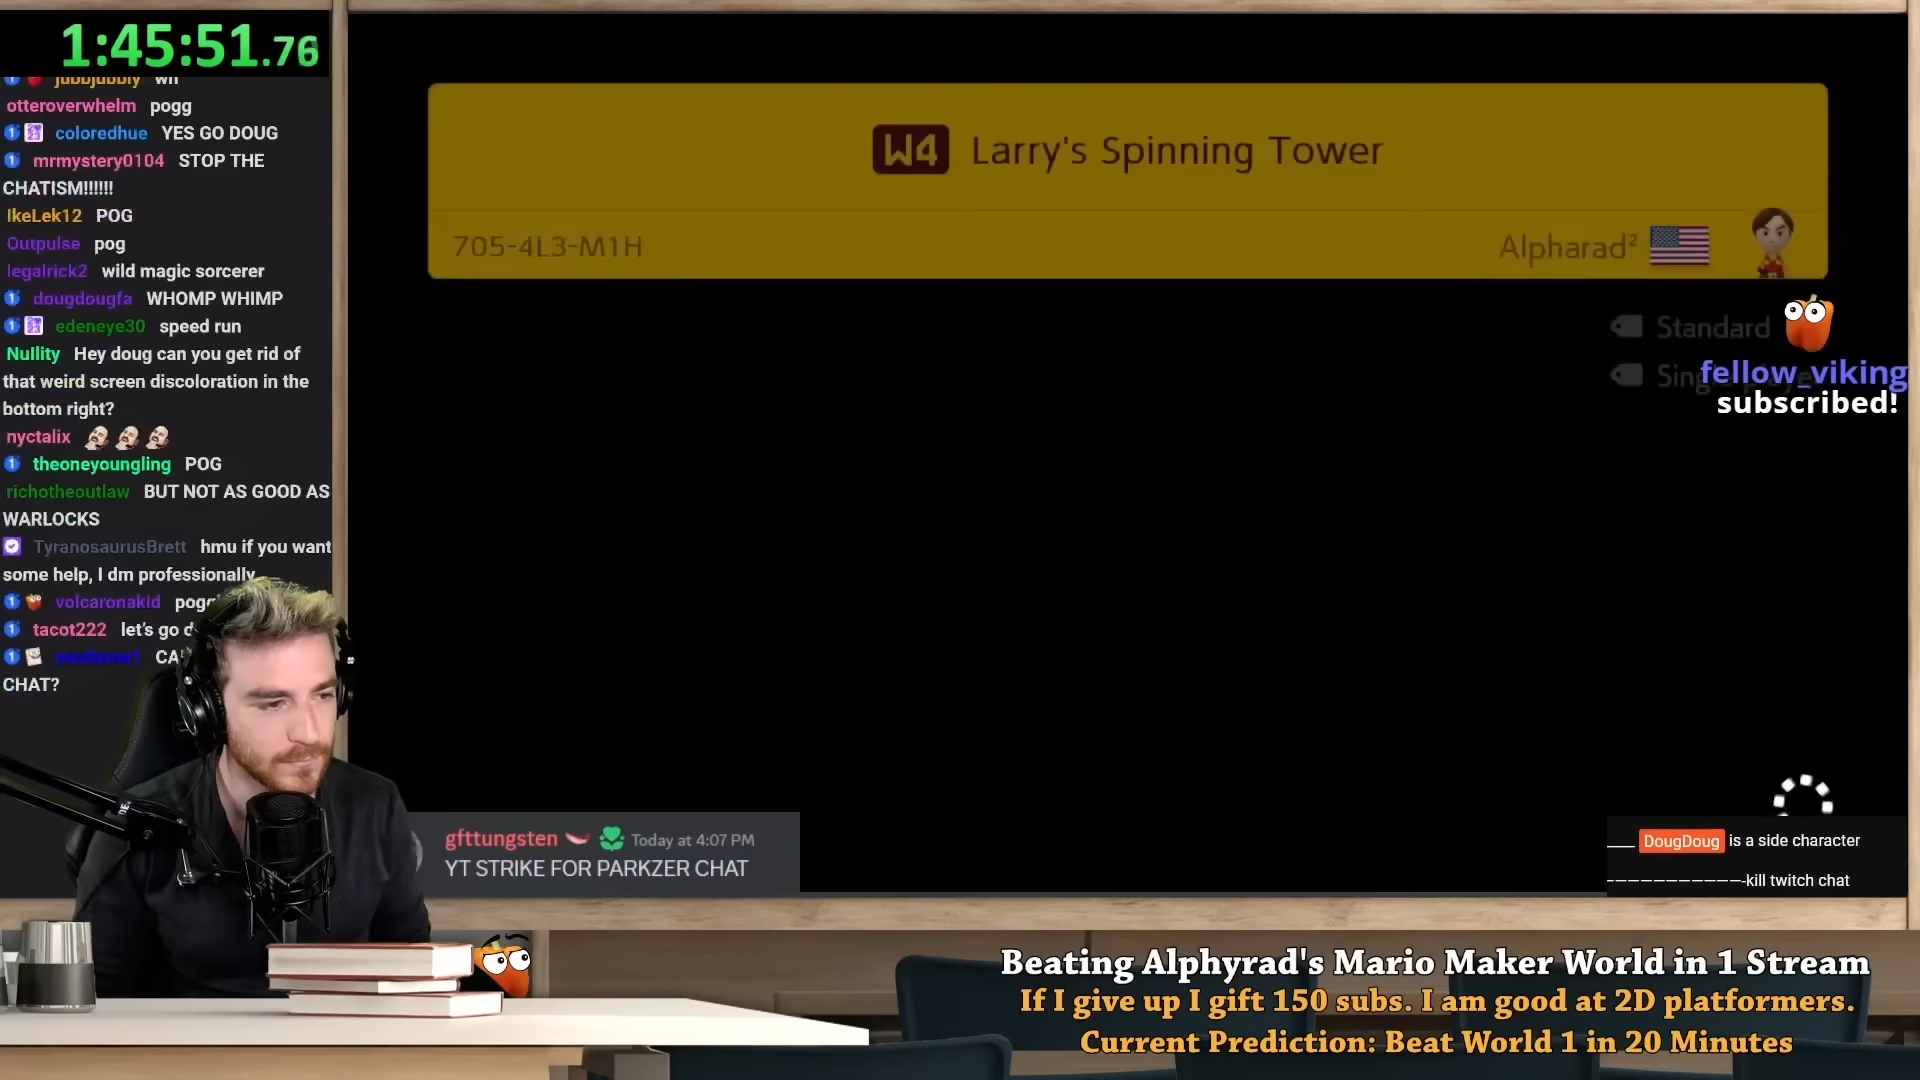 1:45:51.76
jubbjubbly wh
otteroverwhelm pogg
coloredhue YES GO DOUG
mrmystery0104 STOP THE
CHATISM!!!!!!
IkeLek12 POG
Outpulse pog
legalrick2 wild magic sorcerer
dougdougfa WHOMP WHIMP
edeneye30 speed run
Nullity Hey doug can you get rid of
that weird screen discoloration in the
bottom right?
nyctalix
theoneyoungling POG
richotheoutlaw BUT NOT AS GOOD AS
WARLOCKS
TyranosaurusBrett hmu if you want
some help, I dm professionally
volcaronakid
tacot222 let's go
CHAT?
W4 Larry's Spinning Tower
705-4L3-M1H
Alpharad²
Standard
fellow_viking
subscribed!
gfttungsten Today at 4:07 PM
YT STRIKE FOR PARKZER CHAT
____ DougDoug is a side character
------------kill twitch chat
Beating Alphyrad's Mario Maker World in 1 Stream
If I give up I gift 150 subs. I am good at 2D platformers.
Current Prediction: Beat World 1 in 20 Minutes